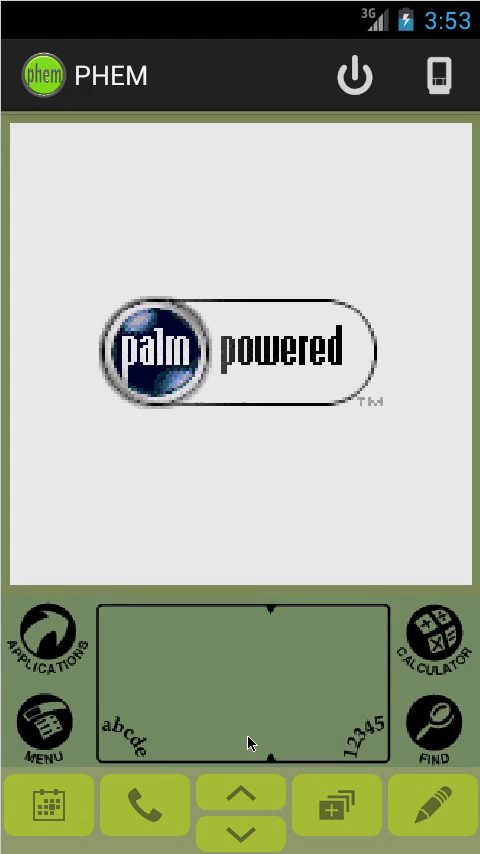 3G 3:53
phem PHEM
palm powered
TM
APPLICATIONS
CALCULATOR
abcde
12345
MENU
FIND